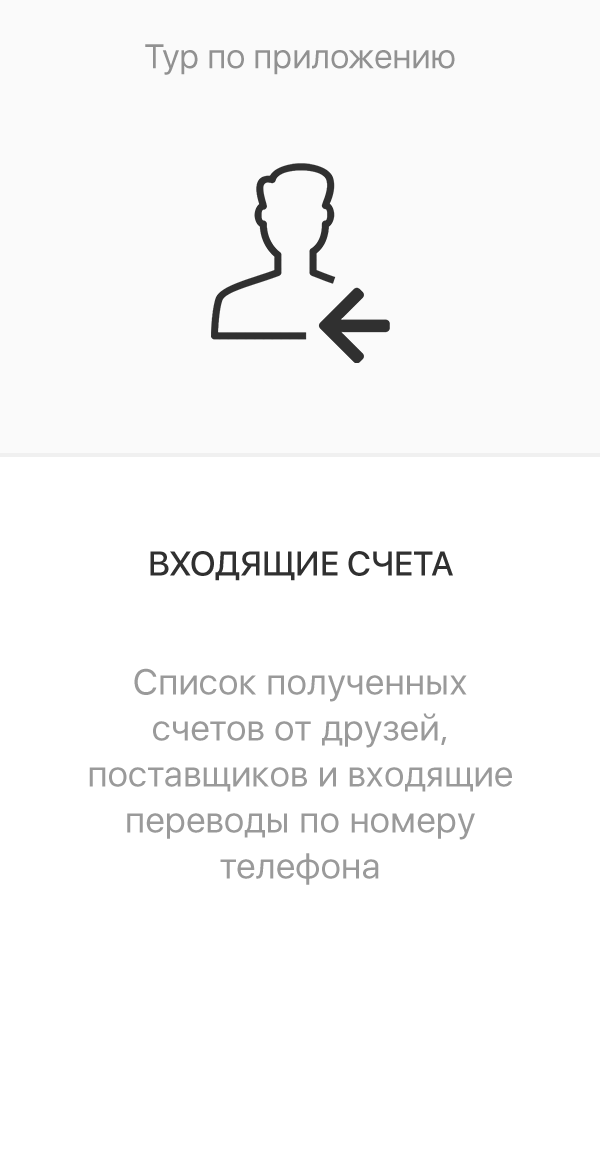 Тур по приложению
ВХОДЯЩИЕ СЧЕТА
Список полученных
счетов от друзей,
поставщиков и входящие
переводы по номеру
телефона